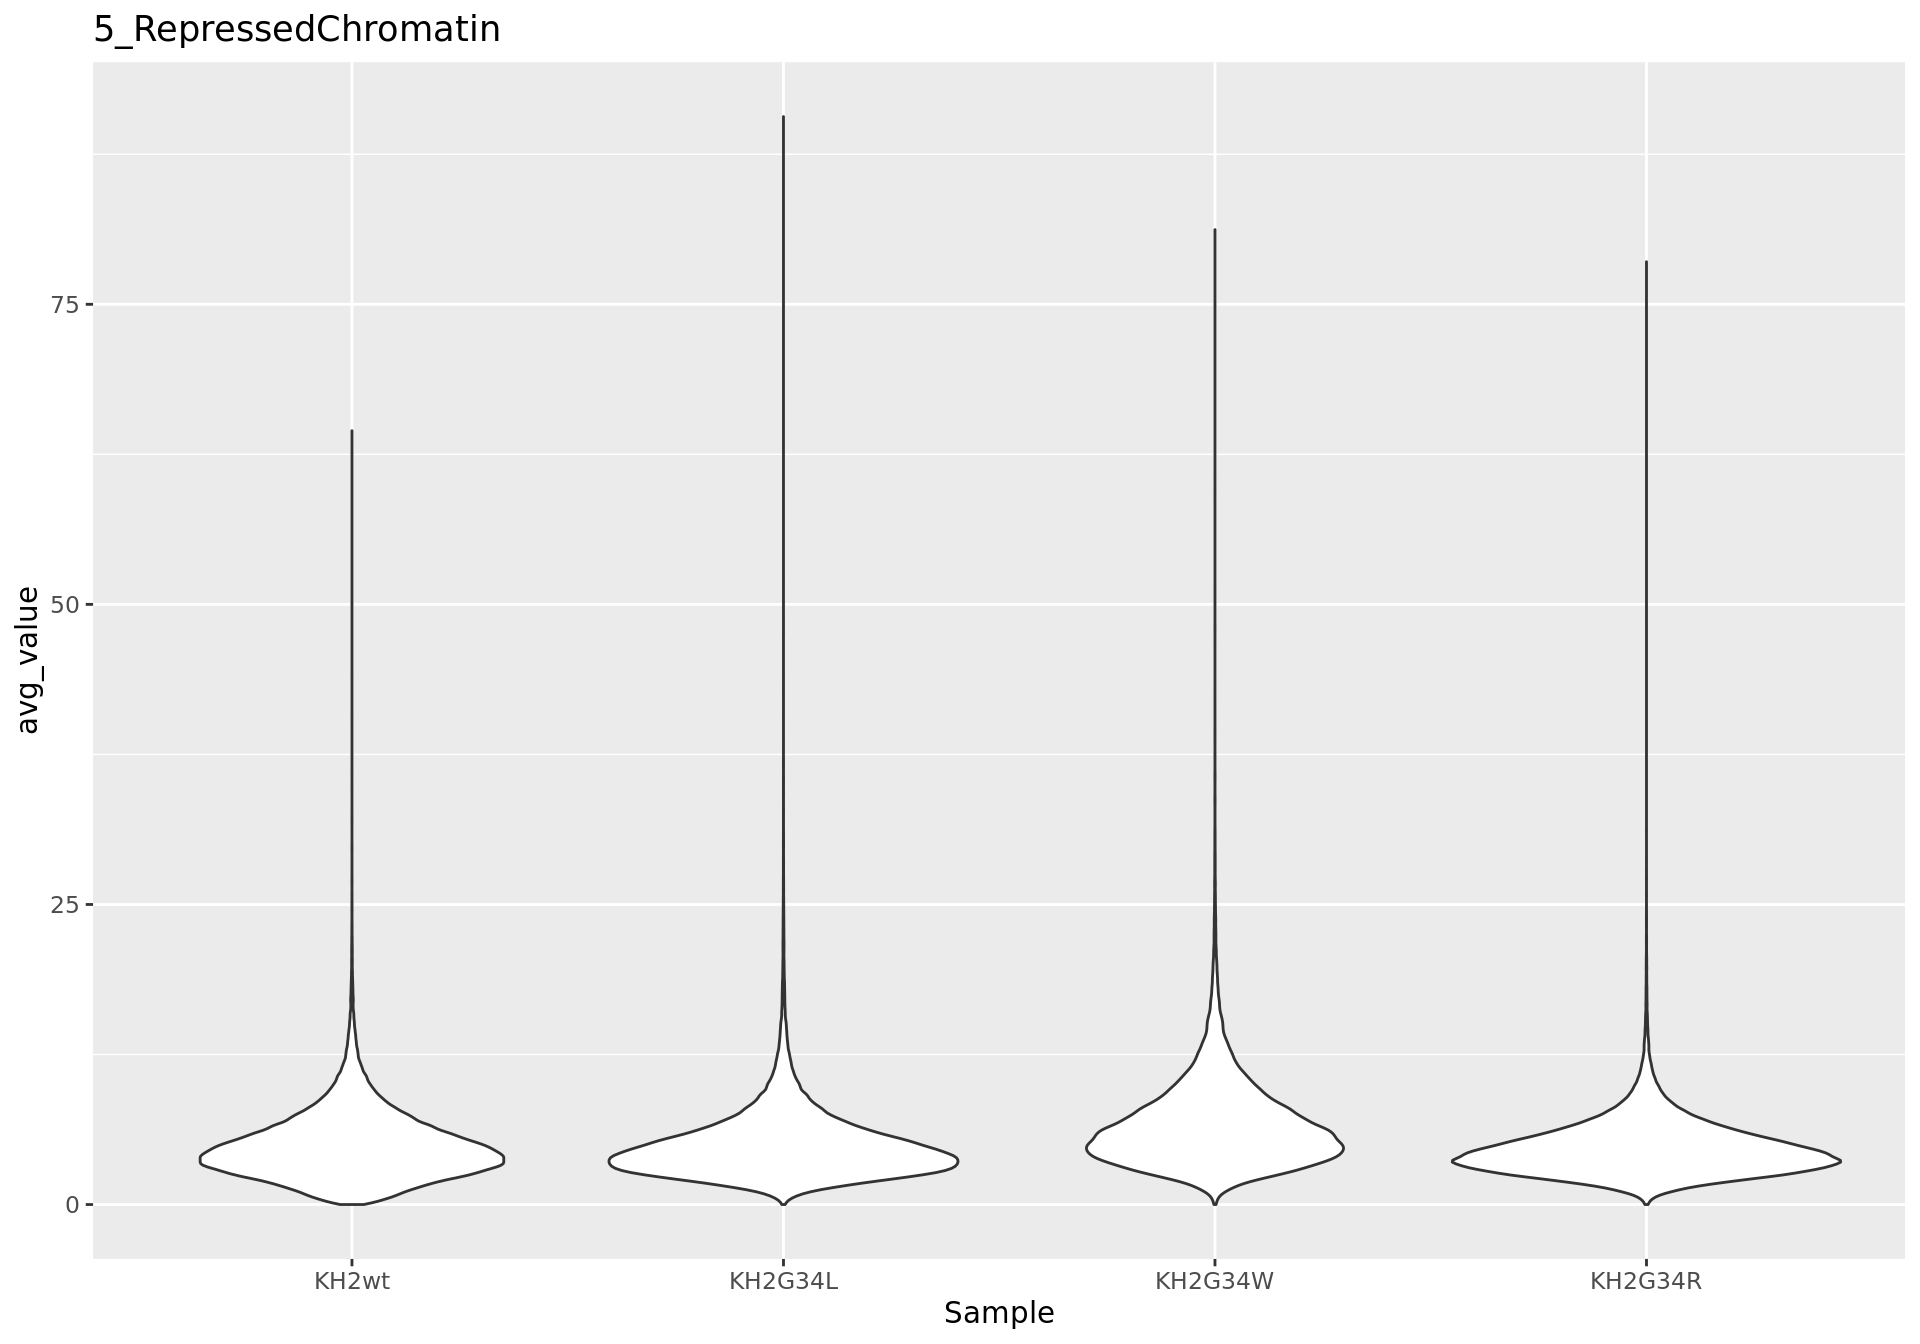 5_RepressedChromatin
avg_value
75
50
25
0
KH2wt KH2G34L KH2G34W KH2G34R
Sample